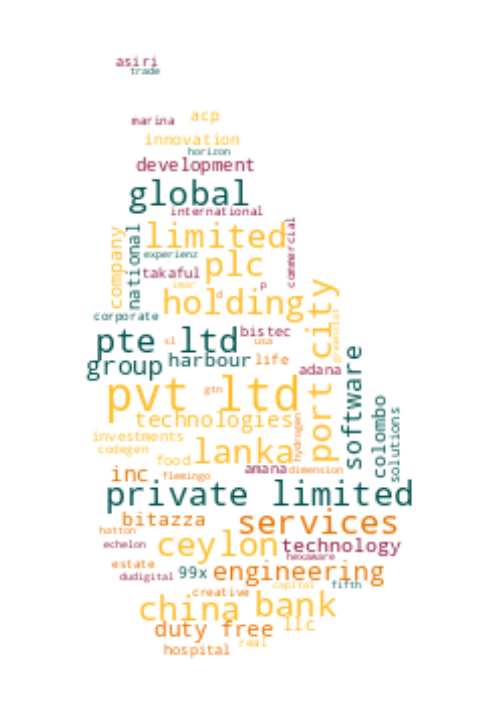 asiri
trade
marina acp
innovation
horizon
development
global
international
company
national
limited
commercial
experienz
plc
takaful
imac
p
d
holding
corporate
port city
greenstat
pte ltd
bistec
sl
usa
group harbour life
adana
software
pvt ltd
gtn
colombo
technologies
solutions
investments
hydrogen
codegen
lanka
food
amana dimension
inc flemingo
private limited
bitazza services
hatton
echelon ceylon technology
hexaware
estate
dudigital 99x engineering
capital fifth
creative
china bank
duty free llc
real
hospital